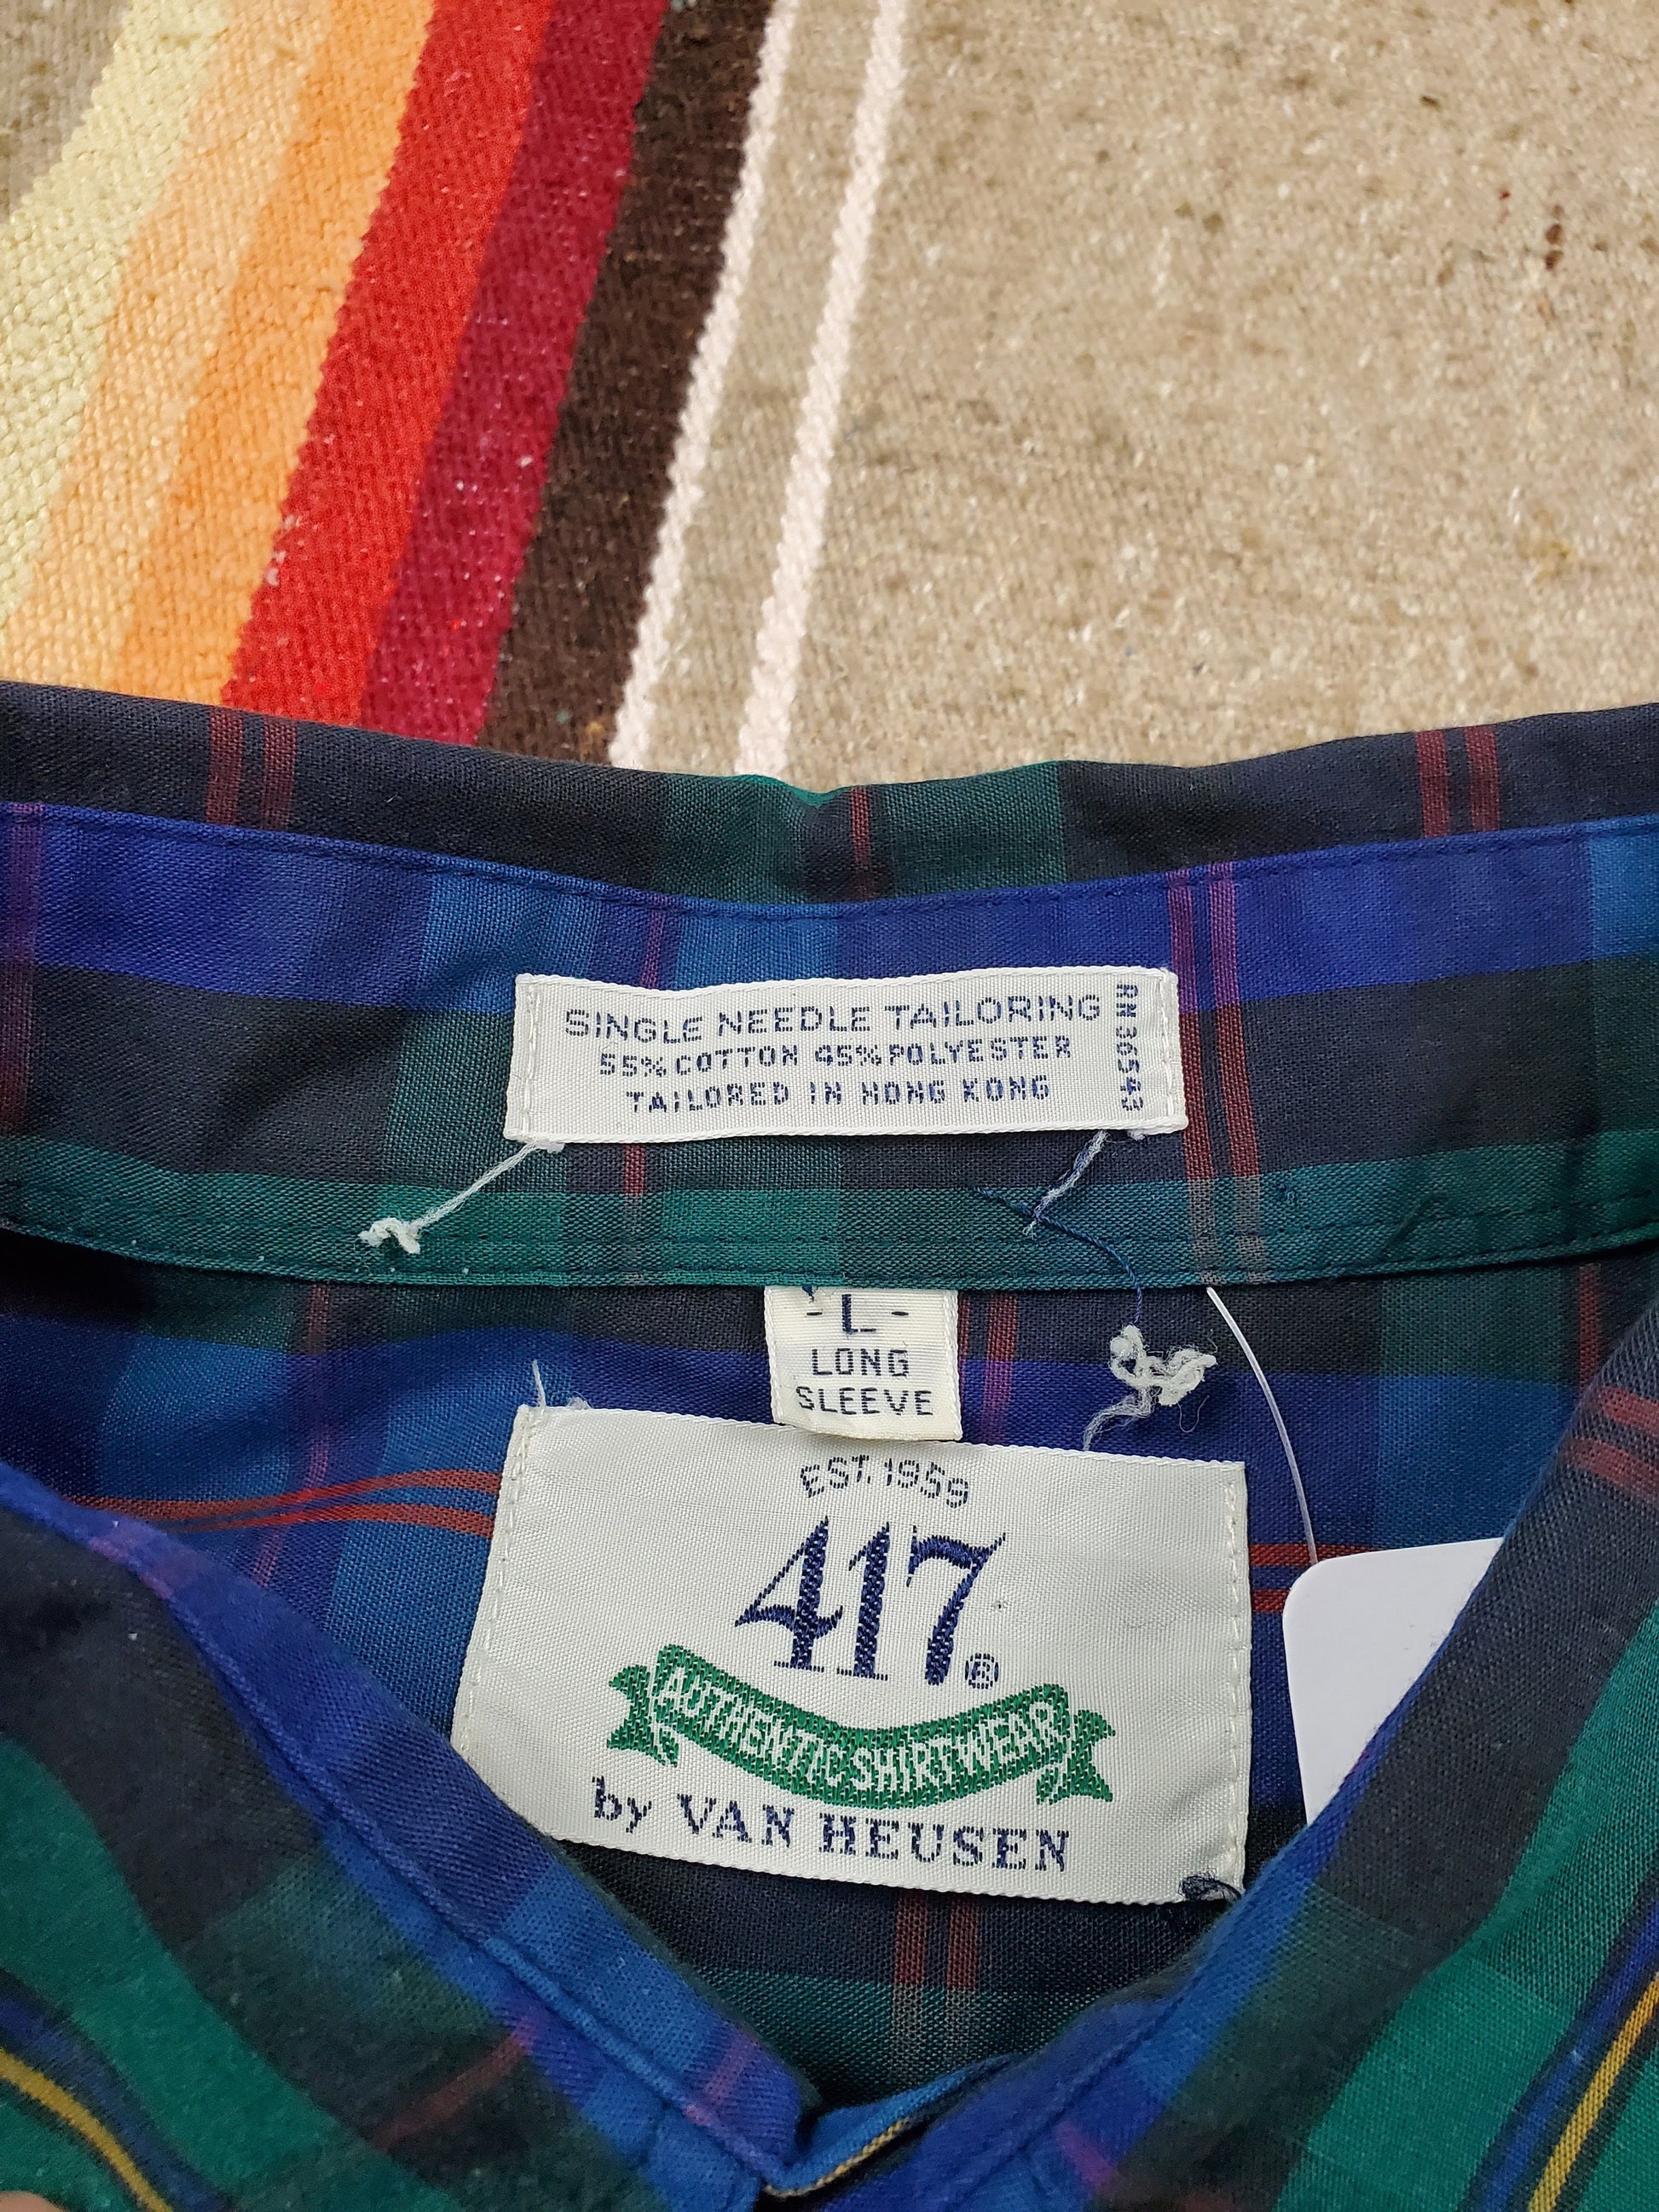 SINGLE NEEDLE TAILORING
55% COTTON 45% POLYESTER
TAILORED IN HONG KONG
RN 36543
- L -
LONG
SLEEVE
EST. 1959
417®
AUTHENTIC SHIRTWEAR
by VAN HEUSEN